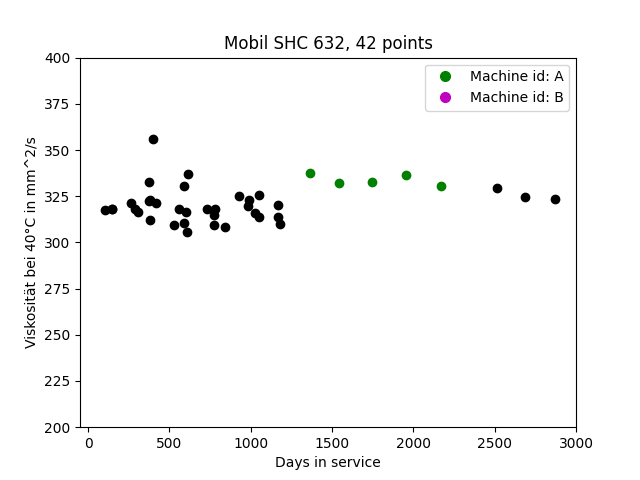 Mobil SHC 632, 42 points
400
375
350
325
300
275
250
225
200
Viskosität bei 40°C in mm^2/s
Machine id: A
Machine id: B
0 500 1000 1500 2000 2500 3000
Days in service